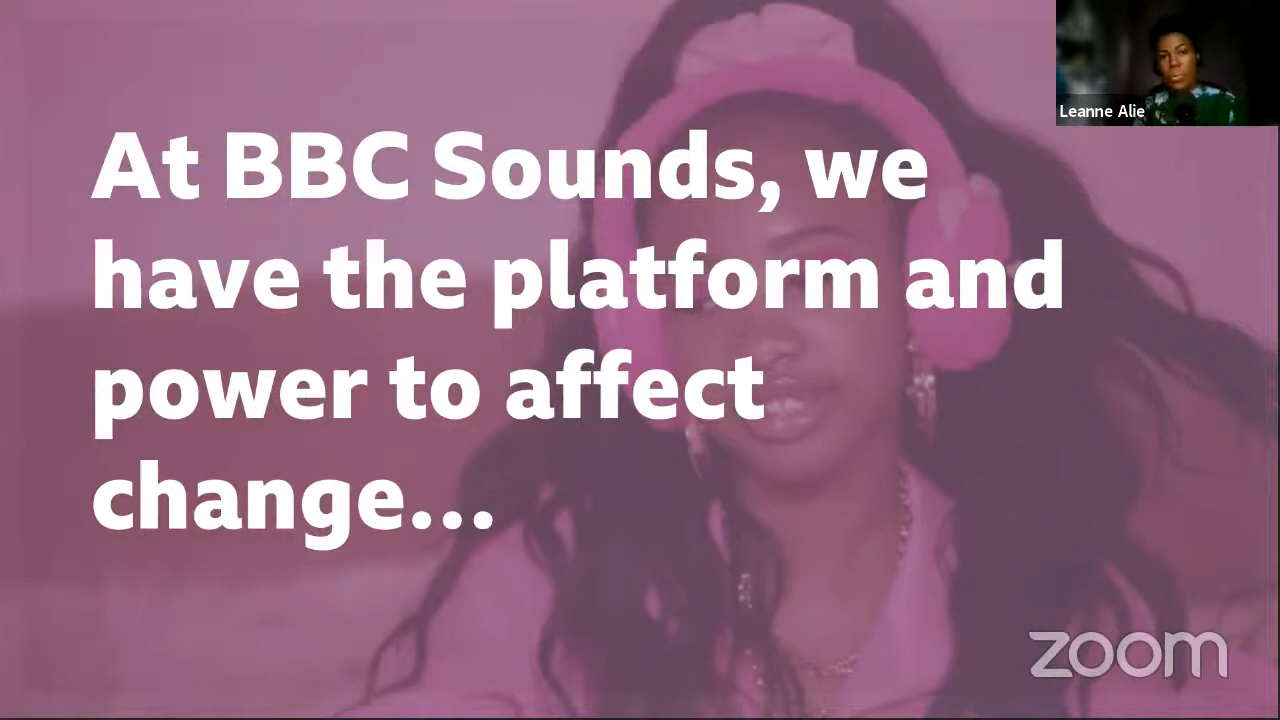 Leanne Alie
At BBC Sounds, we
have the platform and
power to affect
change...
zoom